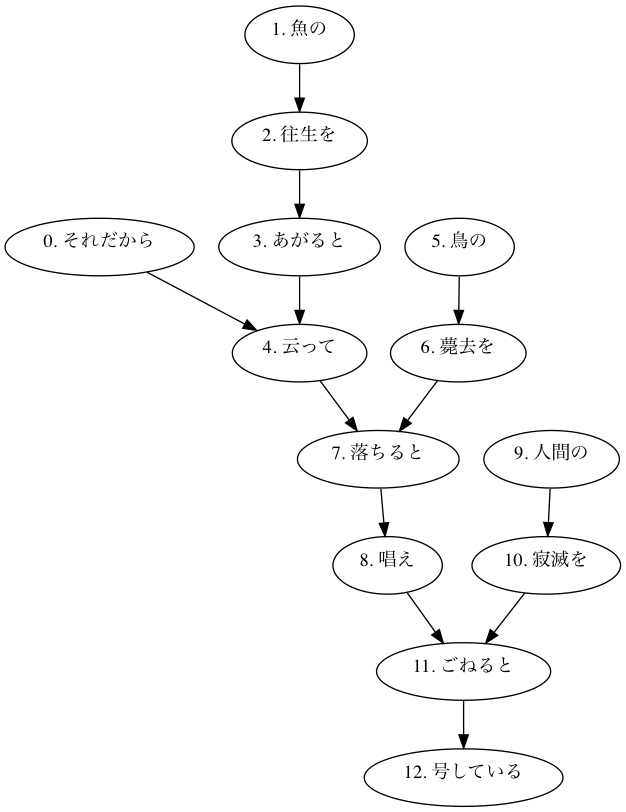 1. 魚の
2. 往生を
0. それだから
3. あがると
5. 鳥の
4. 云って
6. 薨去を
7. 落ちると
9. 人間の
8. 唱え
10. 寂滅を
11. ごねると
12. 号している